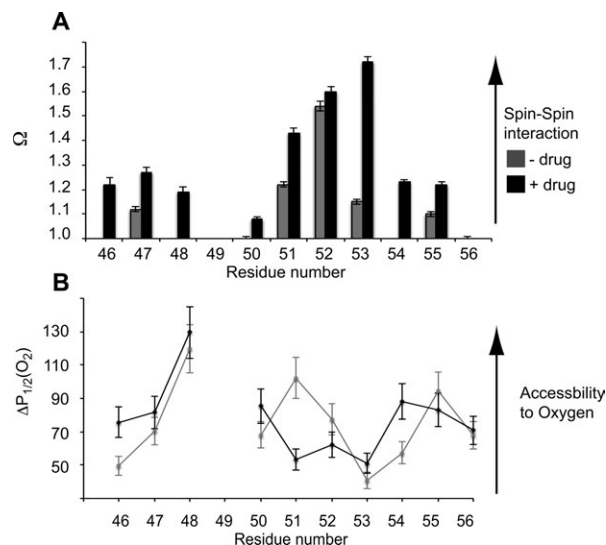 A
Ω
1.7
1.6
1.5
1.4
1.3
1.2
1.1
1.0
46 47 48 49 50 51 52 53 54 55 56
Residue number
Spin-Spin
interaction
- drug
+ drug
B
ΔP1/2(O2)
130
110
90
70
50
46 47 48 49 50 51 52 53 54 55 56
Residue number
Accessbility
to Oxygen